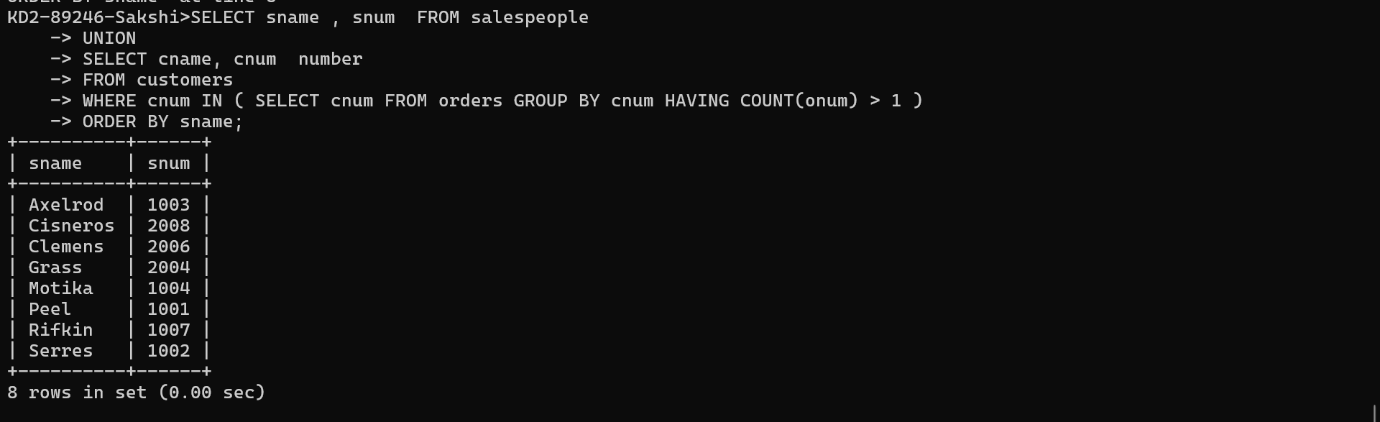 KD2-89246-Sakshi>SELECT sname , snum  FROM salespeople
    -> UNION
    -> SELECT cname, cnum  number
    -> FROM customers
    -> WHERE cnum IN ( SELECT cnum FROM orders GROUP BY cnum HAVING COUNT(onum) > 1 )
    -> ORDER BY sname;
+----------+------+
| sname    | snum |
+----------+------+
| Axelrod  | 1003 |
| Cisneros | 2008 |
| Clemens  | 2006 |
| Grass    | 2004 |
| Motika   | 1004 |
| Peel     | 1001 |
| Rifkin   | 1007 |
| Serres   | 1002 |
+----------+------+
8 rows in set (0.00 sec)